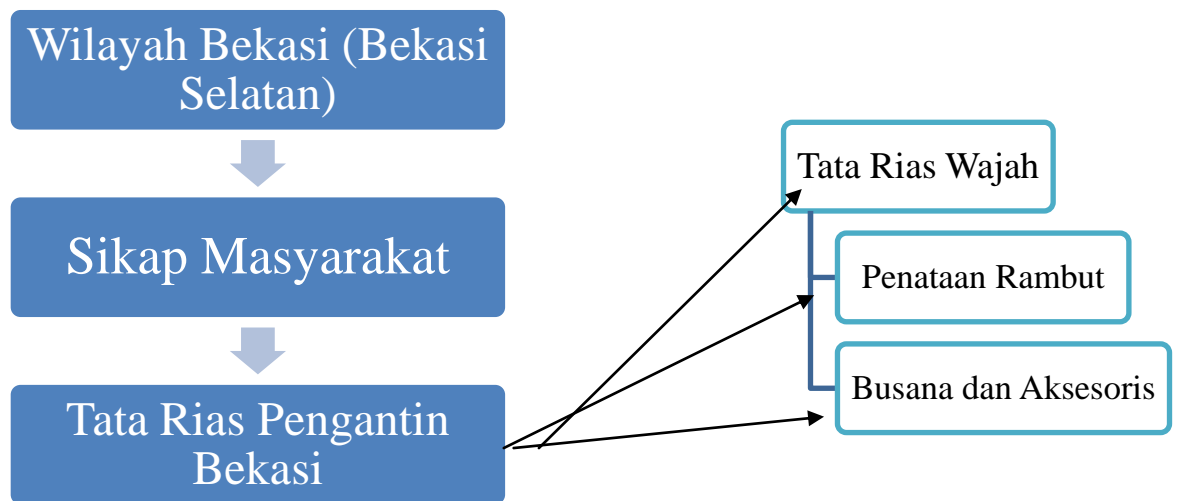 Wilayah Bekasi (Bekasi
Selatan)
Sikap Masyarakat
Tata Rias Pengantin
Bekasi
Tata Rias Wajah
Penataan Rambut
Busana dan Aksesoris